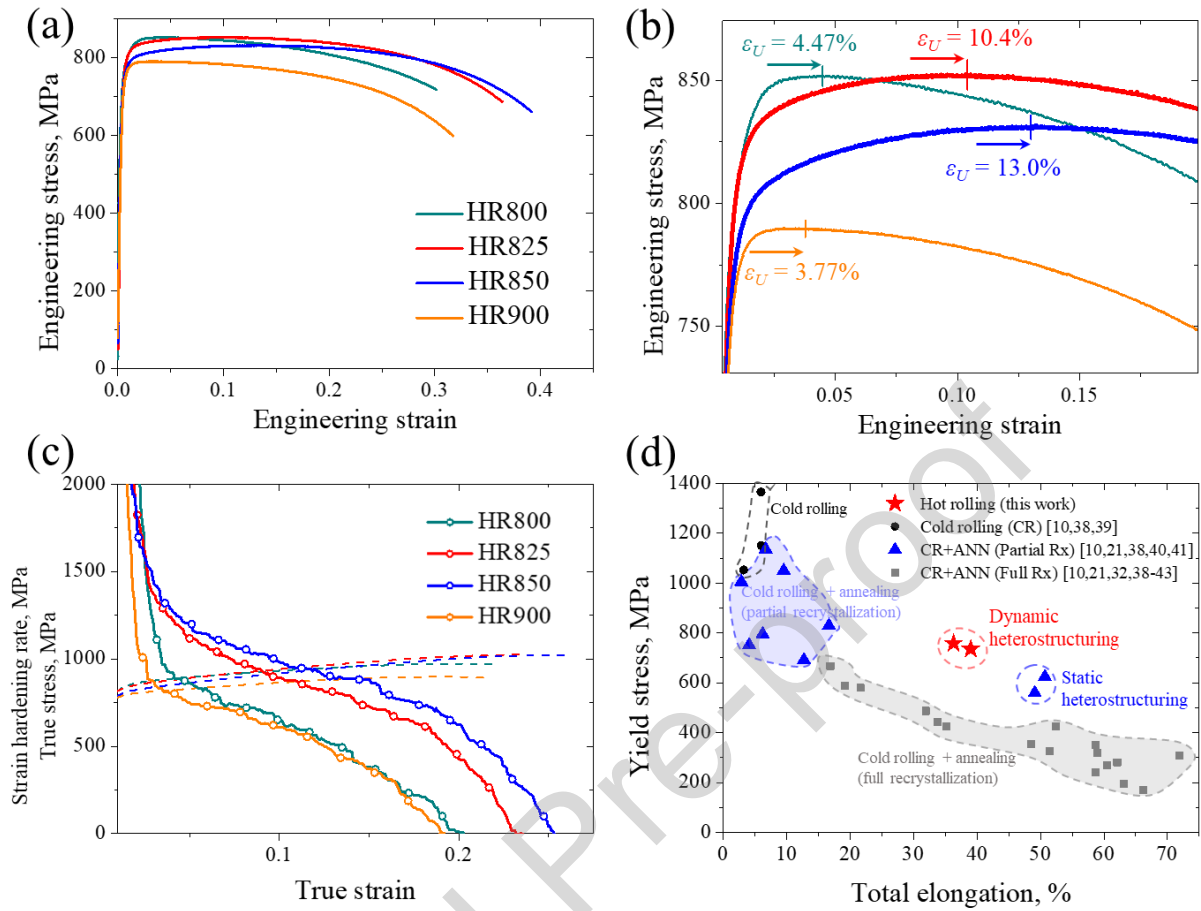 (a)
Engineering stress, MPa
800
600
400
200
0
0.0
0.1
0.2
0.3
0.4
Engineering strain
HR800
HR825
HR850
HR900
(b)
Engineering stress, MPa
850
800
750
0.05
0.10
0.15
Engineering strain
εU = 4.47%
εU = 10.4%
εU = 13.0%
εU = 3.77%
(c)
Strain hardening rate, MPa
True stress, MPa
2000
1500
1000
500
0
0.1
0.2
True strain
HR800
HR825
HR850
HR900
(d)
Yield stress, MPa
1400
1200
1000
800
600
400
200
0
0
10
20
30
40
50
60
70
Total elongation, %
Hot rolling (this work)
Cold rolling (CR) [10,38,39]
CR+ANN (Partial Rx) [10,21,38,40,41]
CR+ANN (Full Rx) [10,21,32,38-43]
Cold rolling
Cold rolling + annealing
(partial recrystallization)
Dynamic
heterostructuring
Static
heterostructuring
Cold rolling + annealing
(full recrystallization)
l Pre-proof